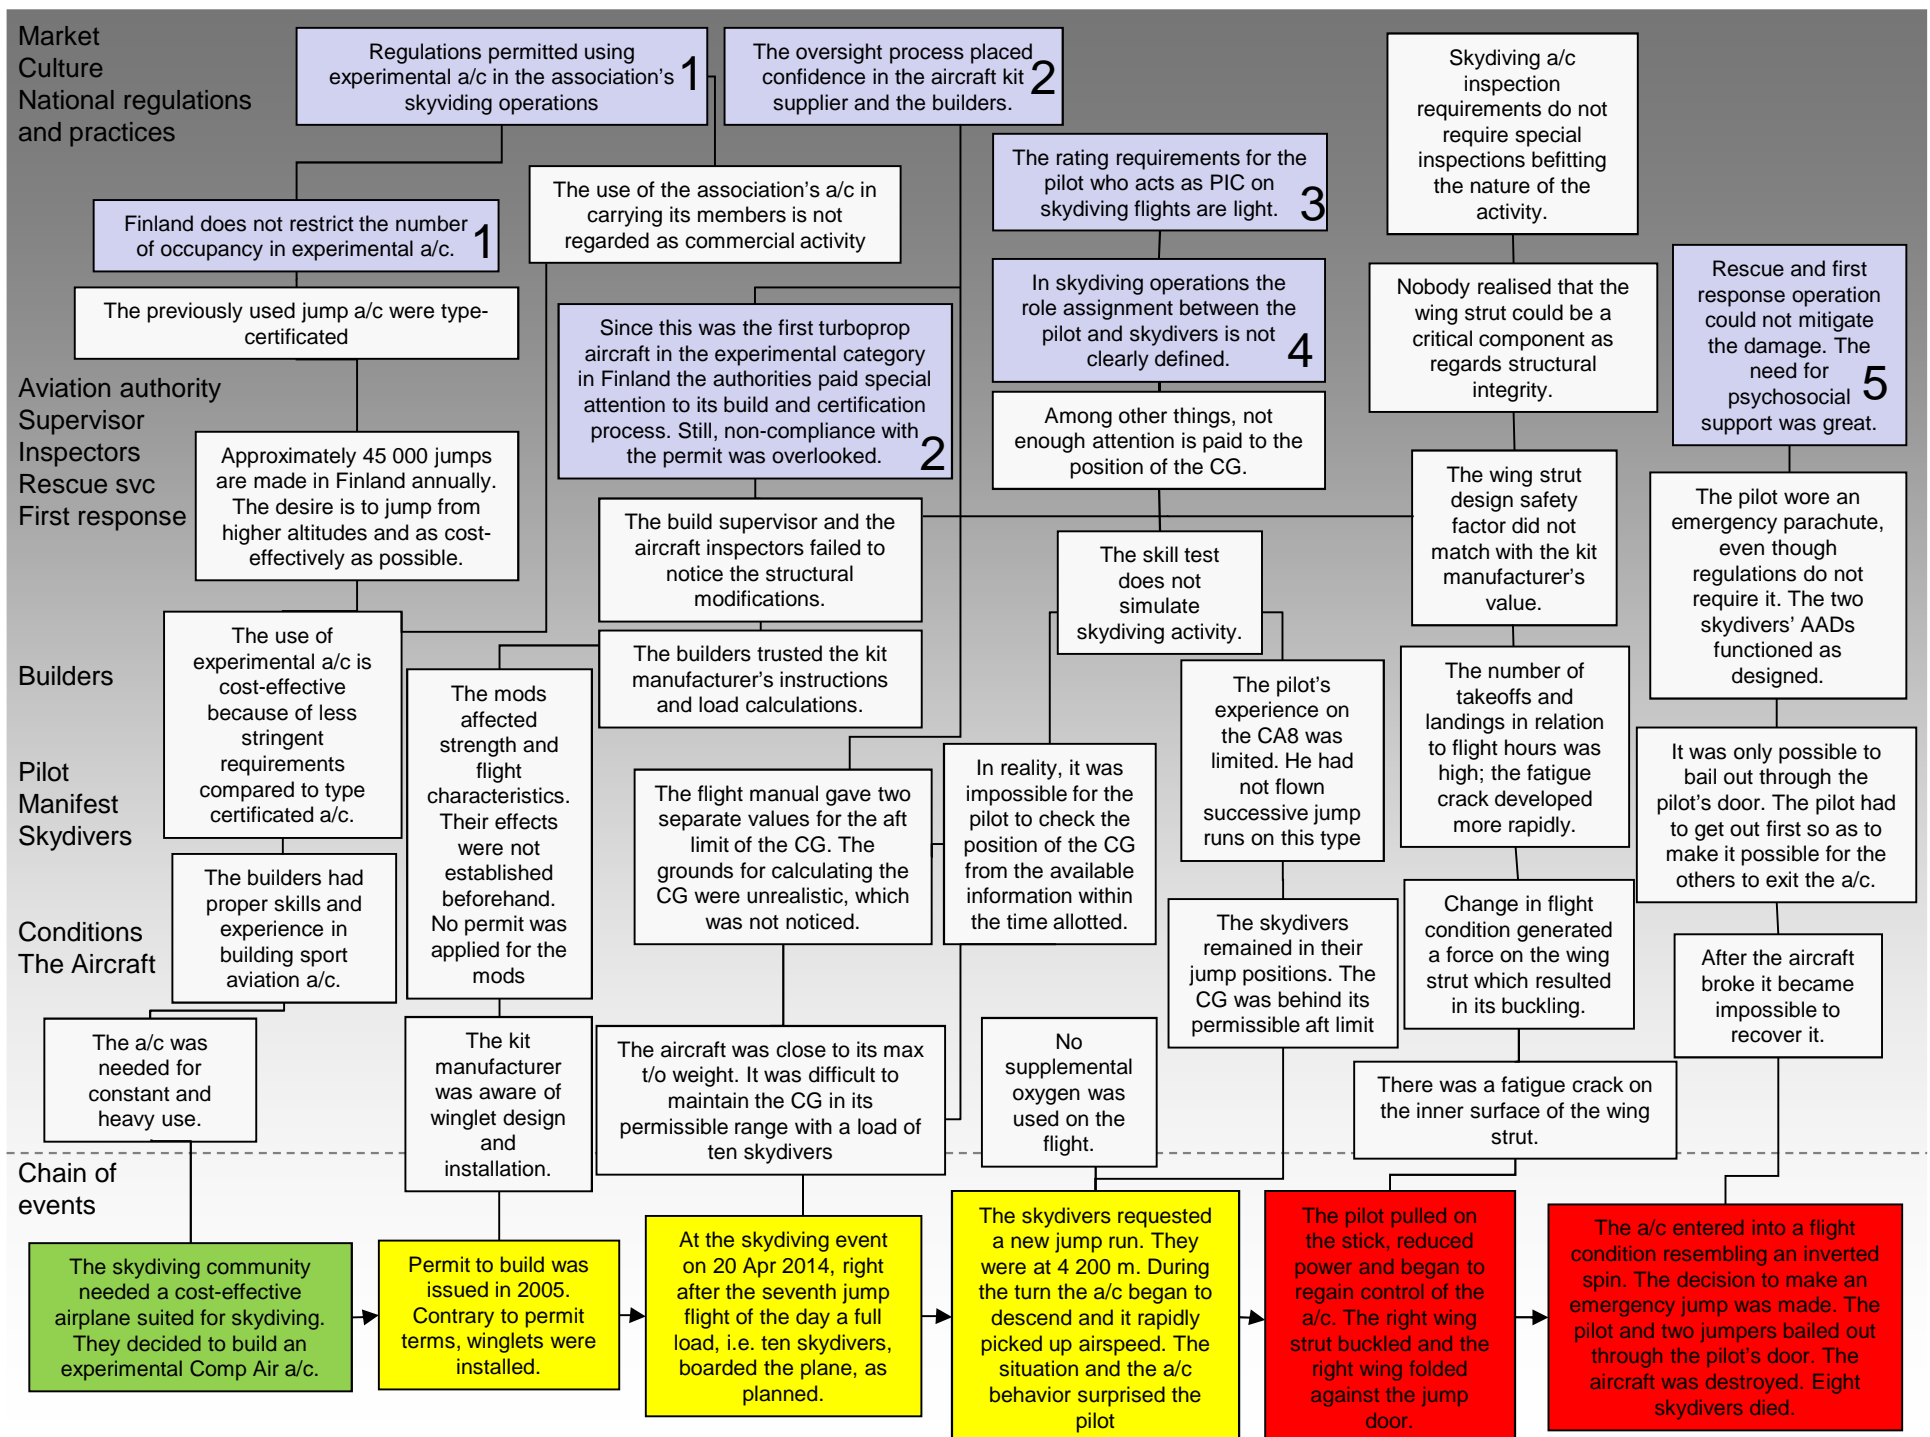 Market
Culture
National regulations
and practices
Regulations permitted using
experimental a/c in the association's
skyviding operations
1
The oversight process placed
confidence in the aircraft kit
supplier and the builders.
2
Skydiving a/c
inspection
requirements do not
require special
inspections befitting
the nature of the
activity.
The rating requirements for the
pilot who acts as PIC on
skydiving flights are light.
3
The use of the association's a/c in
carrying its members is not
regarded as commercial activity
Finland does not restrict the number
of occupancy in experimental a/c.
1
In skydiving operations the
role assignment between the
pilot and skydivers is not
clearly defined.
4
Nobody realised that the
wing strut could be a
critical component as
regards structural
integrity.
Rescue and first
response operation
could not mitigate
the damage. The
need for
psychosocial
support was great.
5
The previously used jump a/c were type-
certificated
Since this was the first turboprop
aircraft in the experimental category
in Finland the authorities paid special
attention to its build and certification
process. Still, non-compliance with
the permit was overlooked.
2
Aviation authority
Supervisor
Inspectors
Rescue svc
First response
Among other things, not
enough attention is paid to the
position of the CG.
Approximately 45 000 jumps
are made in Finland annually.
The desire is to jump from
higher altitudes and as cost-
effectively as possible.
The build supervisor and the
aircraft inspectors failed to
notice the structural
modifications.
The skill test
does not
simulate
skydiving activity.
The wing strut
design safety
factor did not
match with the kit
manufacturer's
value.
The pilot wore an
emergency parachute,
even though
regulations do not
require it. The two
skydivers' AADs
functioned as
designed.
Builders
The use of
experimental a/c is
cost-effective
because of less
stringent
requirements
compared to type
certificated a/c.
The mods
affected
strength and
flight
characteristics.
Their effects
were not
established
beforehand.
No permit was
applied for the
mods
The builders trusted the kit
manufacturer's instructions
and load calculations.
The pilot's
experience on
the CA8 was
limited. He had
not flown
successive jump
runs on this type
The number of
takeoffs and
landings in relation
to flight hours was
high; the fatigue
crack developed
more rapidly.
It was only possible to
bail out through the
pilot's door. The pilot had
to get out first so as to
make it possible for the
others to exit the a/c.
Pilot
Manifest
Skydivers
The flight manual gave two
separate values for the aft
limit of the CG. The
grounds for calculating the
CG were unrealistic, which
was not noticed.
In reality, it was
impossible for the
pilot to check the
position of the CG
from the available
information within
the time allotted.
The builders had
proper skills and
experience in
building sport
aviation a/c.
The skydivers
remained in their
jump positions. The
CG was behind its
permissible aft limit
Change in flight
condition generated
a force on the wing
strut which resulted
in its buckling.
After the aircraft
broke it became
impossible to
recover it.
Conditions
The Aircraft
The a/c was
needed for
constant and
heavy use.
The kit
manufacturer
was aware of
winglet design
and
installation.
The aircraft was close to its max
t/o weight. It was difficult to
maintain the CG in its
permissible range with a load of
ten skydivers
No
supplemental
oxygen was
used on the
flight.
There was a fatigue crack on
the inner surface of the wing
strut.
Chain of
events
The skydiving community
needed a cost-effective
airplane suited for skydiving.
They decided to build an
experimental Comp Air a/c.
Permit to build was
issued in 2005.
Contrary to permit
terms, winglets were
installed.
At the skydiving event
on 20 Apr 2014, right
after the seventh jump
flight of the day a full
load, i.e. ten skydivers,
boarded the plane, as
planned.
The skydivers requested
a new jump run. They
were at 4 200 m. During
the turn the a/c began to
descend and it rapidly
picked up airspeed. The
situation and the a/c
behavior surprised the
pilot
The pilot pulled on
the stick, reduced
power and began to
regain control of the
a/c. The right wing
strut buckled and the
right wing folded
against the jump
door.
The a/c entered into a flight
condition resembling an inverted
spin. The decision to make an
emergency jump was made. The
pilot and two jumpers bailed out
through the pilot's door. The
aircraft was destroyed. Eight
skydivers died.